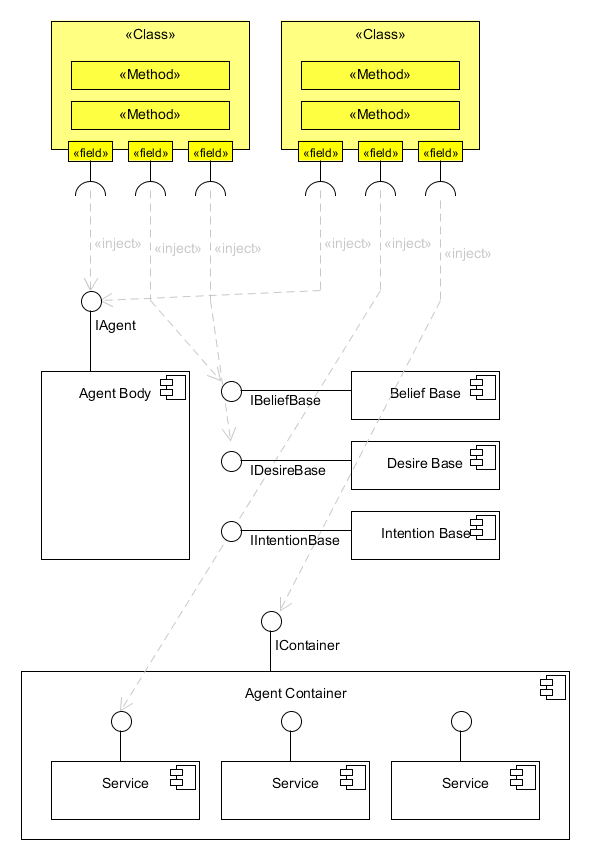 «Class»
«Class»
«Method»
«Method»
«Method»
«Method»
«field»
«field»
«field»
«field»
«field»
«field»
«inject»
«inject»
«inject»
«inject»
«inject»
«inject»
IAgent
Agent Body
IBeliefBase
Belief Base
IDesireBase
Desire Base
IIntentionBase
Intention Base
IContainer
Agent Container
Service
Service
Service